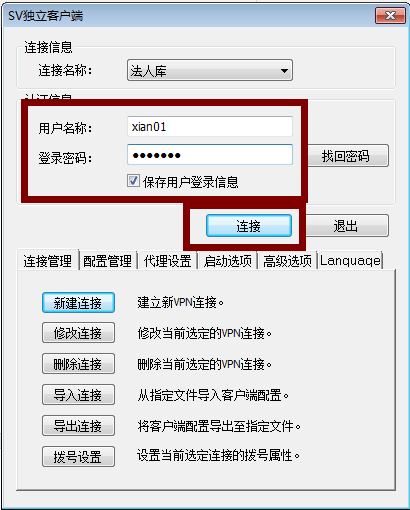 SV独立客户端
连接信息
连接名称： 法人库
认证信息
用户名称： xian01
登录密码： ●●●●●●●
保存用户登录信息
找回密码
连接 退出
连接管理 配置管理 代理设置 启动选项 高级选项 Language
新建连接 建立新VPN连接。
修改连接 修改当前选定的VPN连接。
删除连接 删除当前选定的VPN连接。
导入连接 从指定文件导入客户端配置。
导出连接 将客户端配置导出至指定文件。
拨号设置 设置当前选定连接的拨号属性。